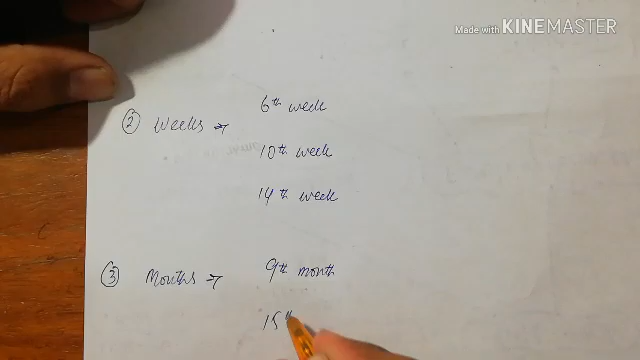 Made with KINEMASTER
6th week
② Weeks →
10th week
14th week
③ Months → 9th month
15th